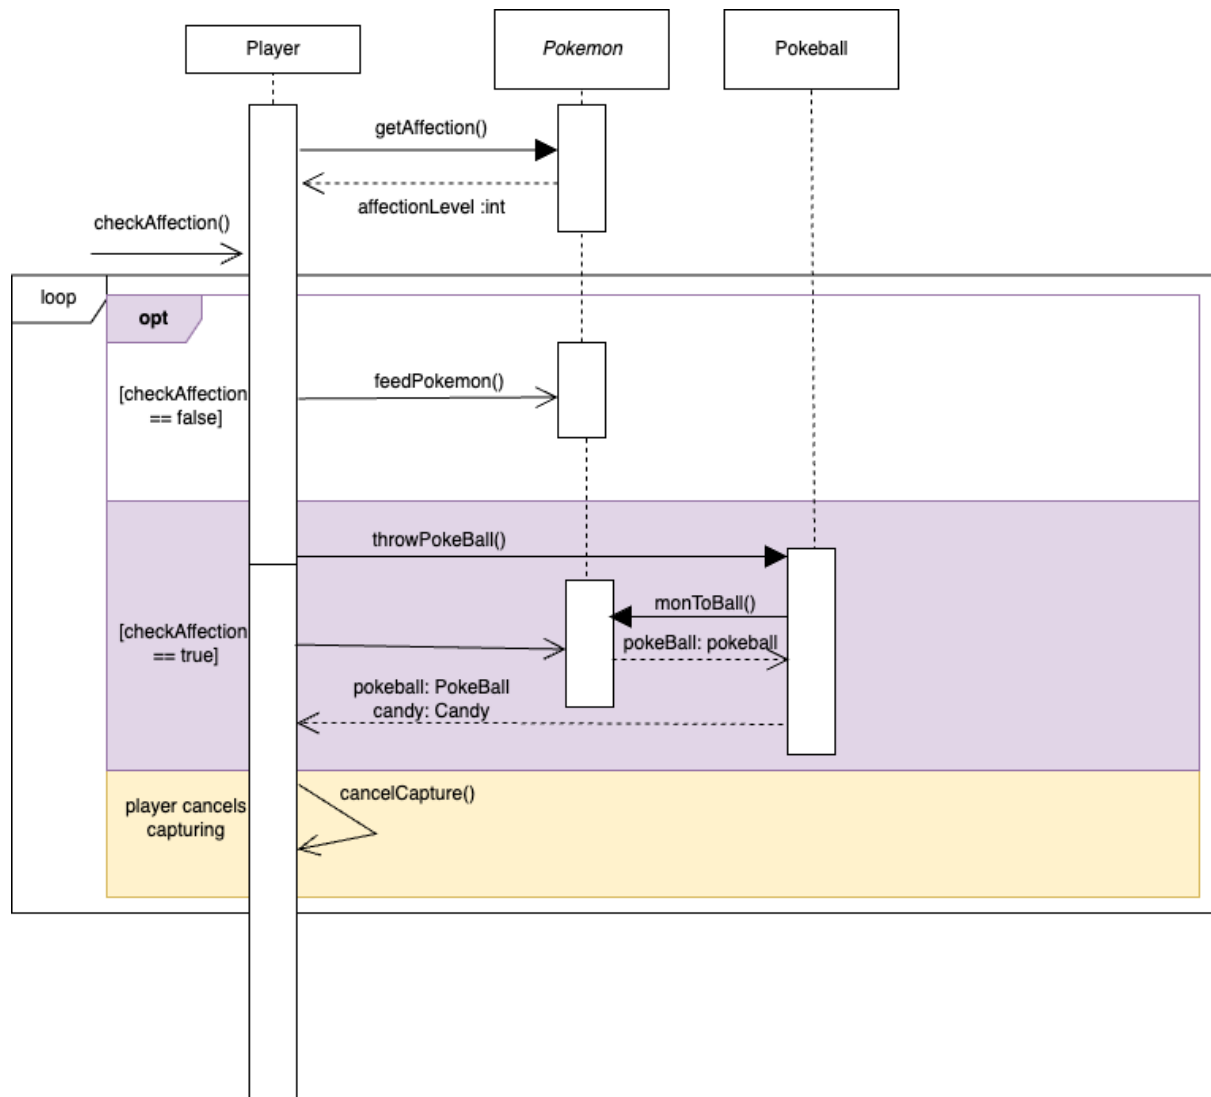 Player
Pokemon
Pokeball
getAffection()
affectionLevel :int
checkAffection()
loop
opt
[checkAffection
== false]
feedPokemon()
throwPokeBall()
monToBall()
[checkAffection
== true]
pokeBall: pokeball
pokeball: PokeBall
candy: Candy
player cancels
capturing
cancelCapture()